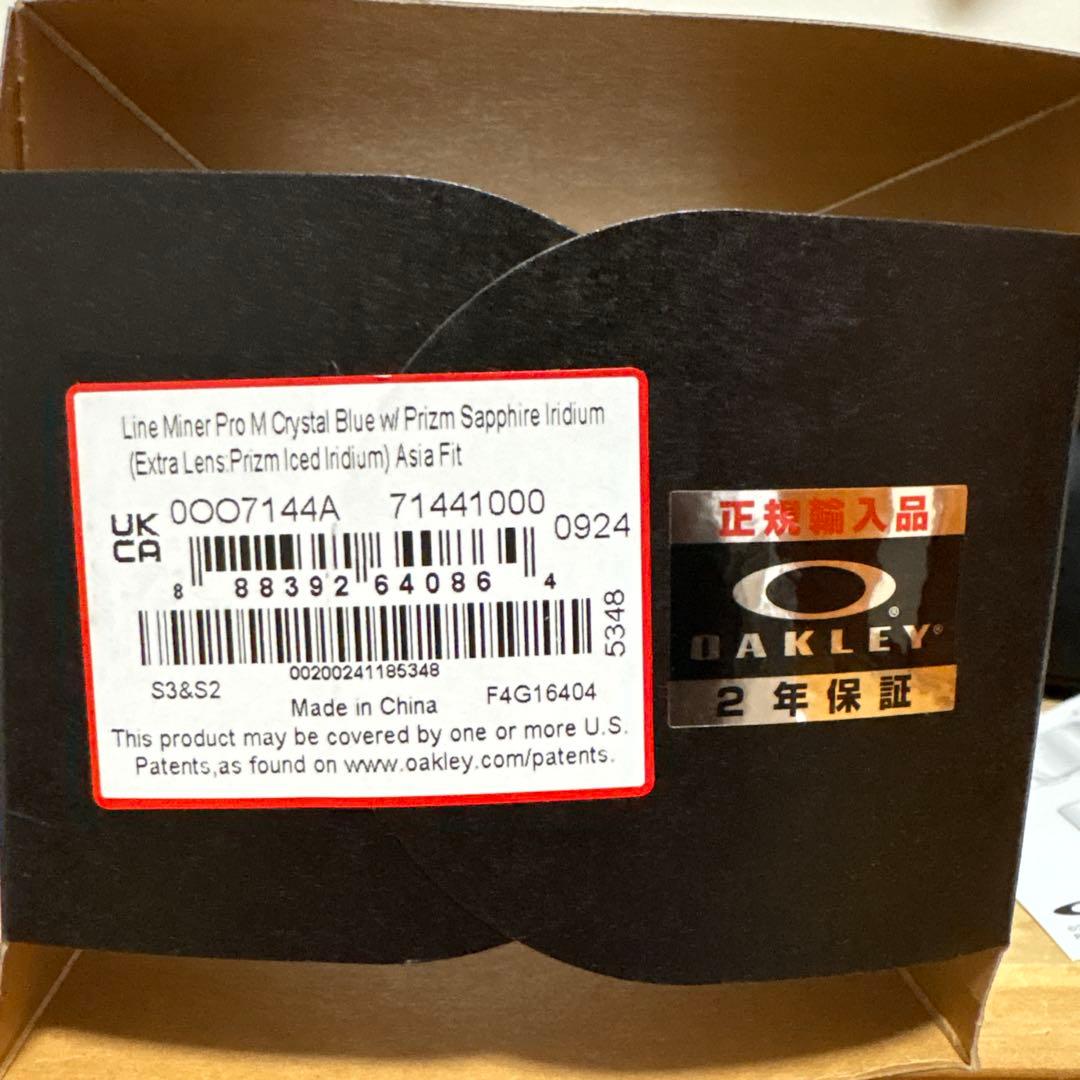 Line Miner Pro M Crystal Blue w/ Prizm Sapphire Iridium
(Extra Lens:Prizm Iced Iridium) Asia Fit
UK
CA
0OO7144A 71441000
0924
8 88392 64086 4
5348
00200241185348
S3&S2
Made in China
F4G16404
This product may be covered by one or more U.S.
Patents,as found on www.oakley.com/patents.
正規輸入品
OAKLEY®
2年保証